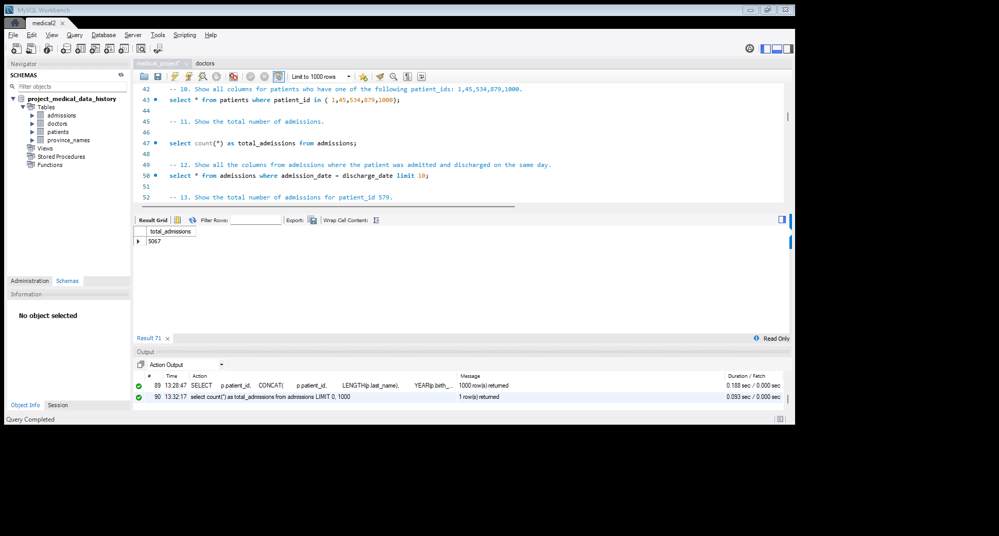 MySQL Workbench
medical2
File Edit View Query Database Server Tools Scripting Help
Navigator
SCHEMAS
Filter objects
project_medical_data_history
Tables
admissions
doctors
patients
province_names
Views
Stored Procedures
Functions
Administration Schemas
Information
No object selected
Object Info Session
Query Completed
medical_project* doctors
Limit to 1000 rows
42 -- 10. Show all columns for patients who have one of the following patient_ids: 1,45,534,879,1000.
43 select * from patients where patient_id in ( 1,45,534,879,1000);
44
45 -- 11. Show the total number of admissions.
46
47 select count(*) as total_admissions from admissions;
48
49 -- 12. Show all the columns from admissions where the patient was admitted and discharged on the same day.
50 select * from admissions where admission_date = discharge_date limit 10;
51
52 -- 13. Show the total number of admissions for patient_id 579.
Result Grid Filter Rows: Export: Wrap Cell Content:
total_admissions
5067
Result 71 Read Only
Output
Action Output
# Time Action Message Duration / Fetch
89 13:28:47 SELECT p.patient_id, CONCAT( p.patient_id, LENGTH(p.last_name), YEAR(p.birth_... 1000 row(s) returned 0.188 sec / 0.000 sec
90 13:32:17 select count(*) as total_admissions from admissions LIMIT 0, 1000 1 row(s) returned 0.093 sec / 0.000 sec